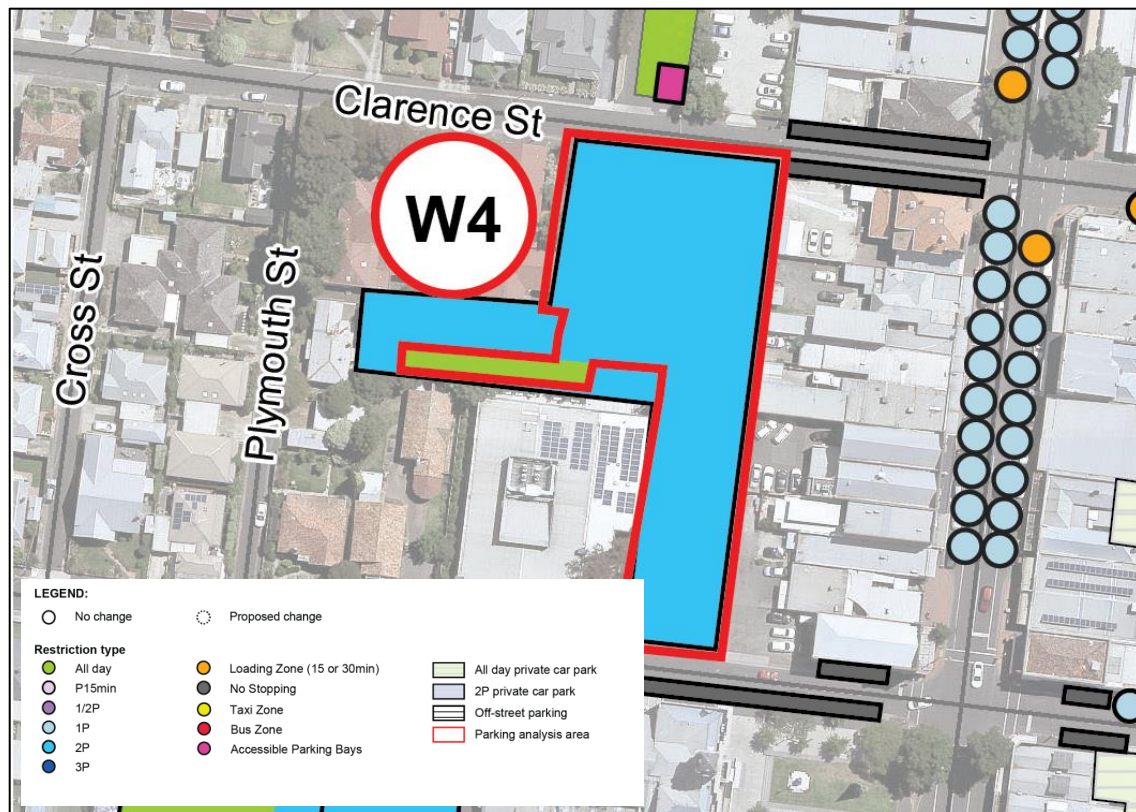 Clarence St
W4
Cross St
Plymouth St
LEGEND:
No change
Proposed change
Restriction type
All day
P15min
1/2P
1P
2P
3P
Loading Zone (15 or 30min)
No Stopping
Taxi Zone
Bus Zone
Accessible Parking Bays
All day private car park
2P private car park
Off-street parking
Parking analysis area